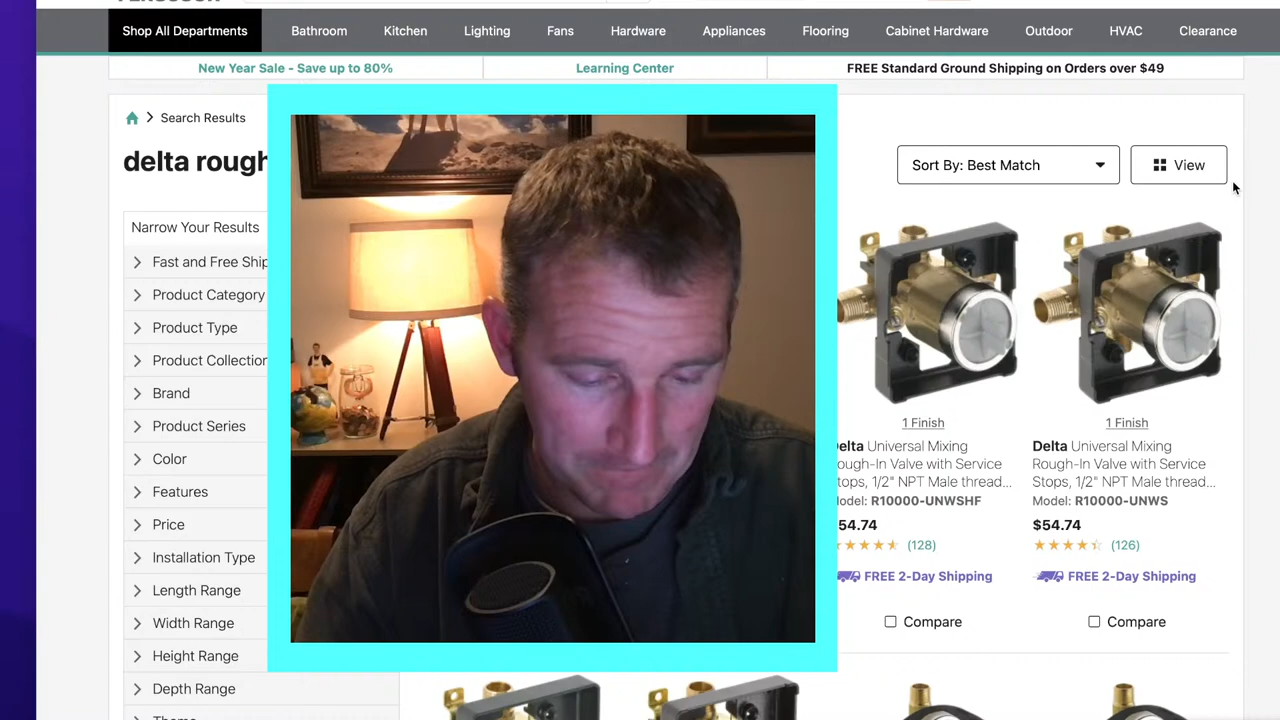 Shop All Departments
Bathroom
Kitchen
Lighting
Fans
Hardware
Appliances
Flooring
Cabinet Hardware
Outdoor
HVAC
Clearance
New Year Sale - Save up to 80%
Learning Center
FREE Standard Ground Shipping on Orders over $49
Search Results
delta rough
Sort By: Best Match
View
Narrow Your Results
Fast and Free Ship
Product Category
Product Type
Product Collection
Brand
Product Series
Color
Features
Price
Installation Type
Length Range
Width Range
Height Range
Depth Range
1 Finish
Delta Universal Mixing
Rough-In Valve with Service
Stops, 1/2" NPT Male thread...
Model: R10000-UNWSHF
$54.74
(128)
FREE 2-Day Shipping
Compare
1 Finish
Delta Universal Mixing
Rough-In Valve with Service
Stops, 1/2" NPT Male thread...
Model: R10000-UNWS
$54.74
(126)
FREE 2-Day Shipping
Compare